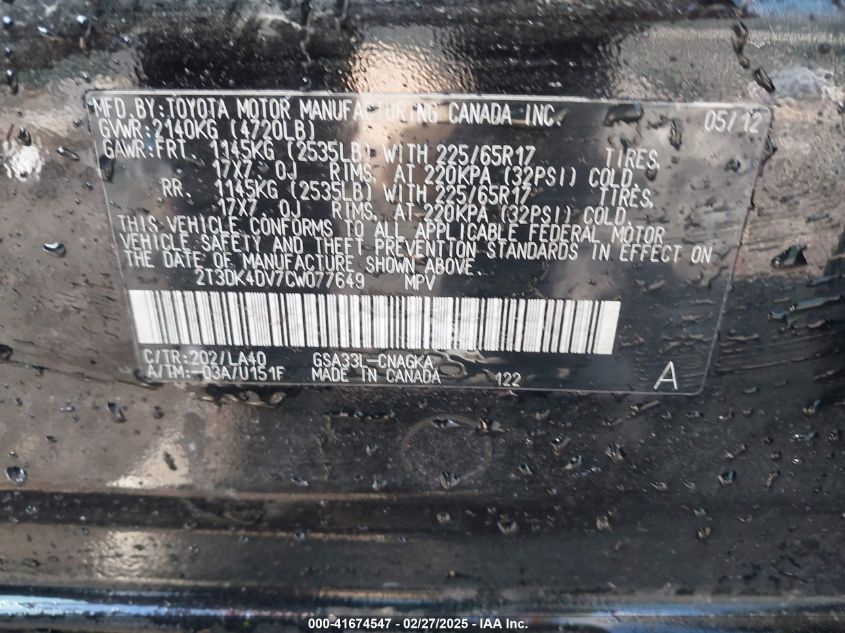 MFD.BY:TOYOTA MOTOR MANUFACTURING CANADA INC. 05/12
GVWR:2140KG (4720LB)
GAWR:FRT. 1145KG (2535LB) WITH 225/65R17 TIRES,
17X7.0J RIMS, AT 220KPA (32PSI) COLD.
RR. 1145KG (2535LB) WITH 225/65R17 TIRES,
17X7.0J RIMS, AT 220KPA (32PSI) COLD.
THIS VEHICLE CONFORMS TO ALL APPLICABLE FEDERAL MOTOR
VEHICLE SAFETY AND THEFT PREVENTION STANDARDS IN EFFECT ON
THE DATE OF MANUFACTURE SHOWN ABOVE.
2T3DK4DV7CW077649 MPV
C/TR:202/LA40 GSA33L-CNAGKA
A/TM:-03A/U151F MADE IN CANADA 122 A
000-41674547 - 02/27/2025 - IAA Inc.